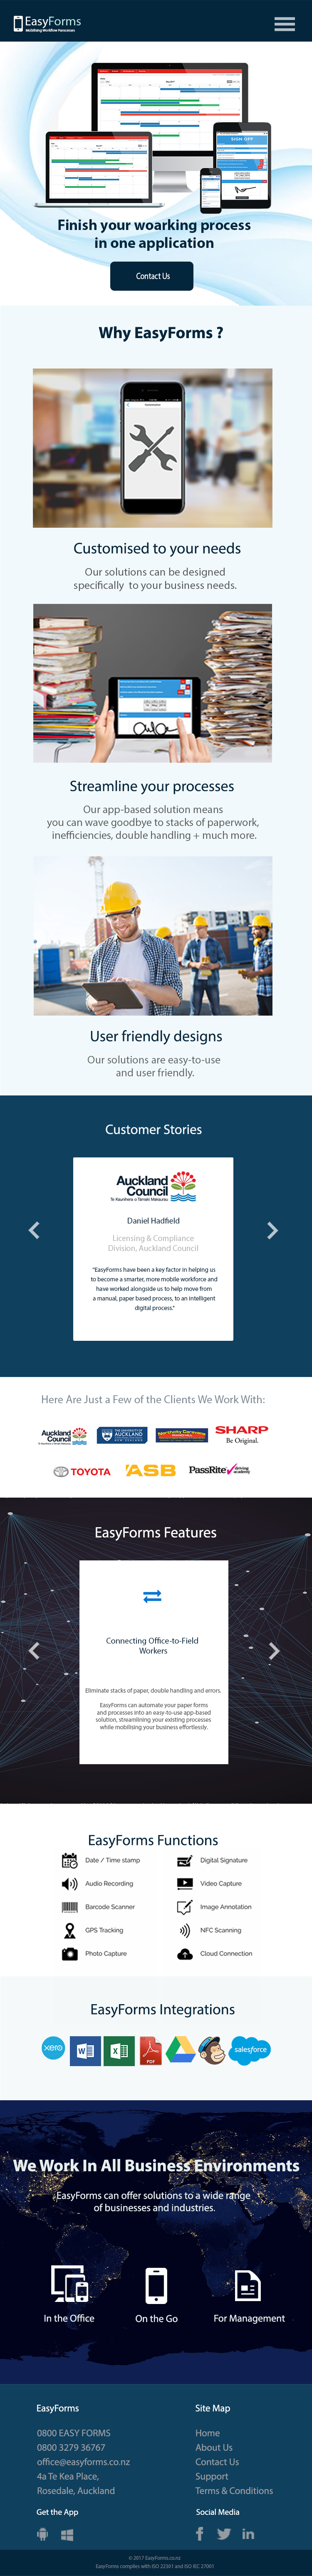 EasyForms
Mobilising Workflow Processes
SIGN OFF
Finish your woarking process
in one application
Contact Us
Why EasyForms ?
Customised to your needs
Our solutions can be designed
specifically to your business needs.
Streamline your processes
Our app-based solution means
you can wave goodbye to stacks of paperwork,
inefficiencies, double handling + much more.
User friendly designs
Our solutions are easy-to-use
and user friendly.
Customer Stories
Auckland
Council
Te Kaunihera o Tāmaki Makaurau
Daniel Hadfield
Licensing & Compliance
Division, Auckland Council
"EasyForms have been a key factor in helping us
to become a smarter, more mobile workforce and
have worked alongside us to help move from
a manual, paper based process, to an intelligent
digital process."
Here Are Just a Few of the Clients We Work With:
Auckland
Council
THE UNIVERSITY OF
AUCKLAND
NEW ZEALAND
SHARP
Be Original.
TOYOTA
ASB
PassRite driving
academy
EasyForms Features
Connecting Office-to-Field
Workers
Eliminate stacks of paper, double handling and errors.
EasyForms can automate your paper forms
and processes into an easy-to-use app-based
solution, streamlining your existing processes
while mobilising your business effortlessly.
EasyForms Functions
Date / Time stamp
Digital Signature
Audio Recording
Video Capture
Barcode Scanner
Image Annotation
GPS Tracking
NFC Scanning
Photo Capture
Cloud Connection
EasyForms Integrations
xero
W
X
PDF
salesforce
We Work In All Business Environments
EasyForms can offer solutions to a wide range
of businesses and industries.
In the Office
On the Go
For Management
EasyForms
0800 EASY FORMS
0800 3279 36767
office@easyforms.co.nz
4a Te Kea Place,
Rosedale, Auckland
Get the App
Site Map
Home
About Us
Contact Us
Support
Terms & Conditions
Social Media
© 2017 EasyForms.co.nz
EasyForms complies with ISO 22301 and ISO IEC 27001